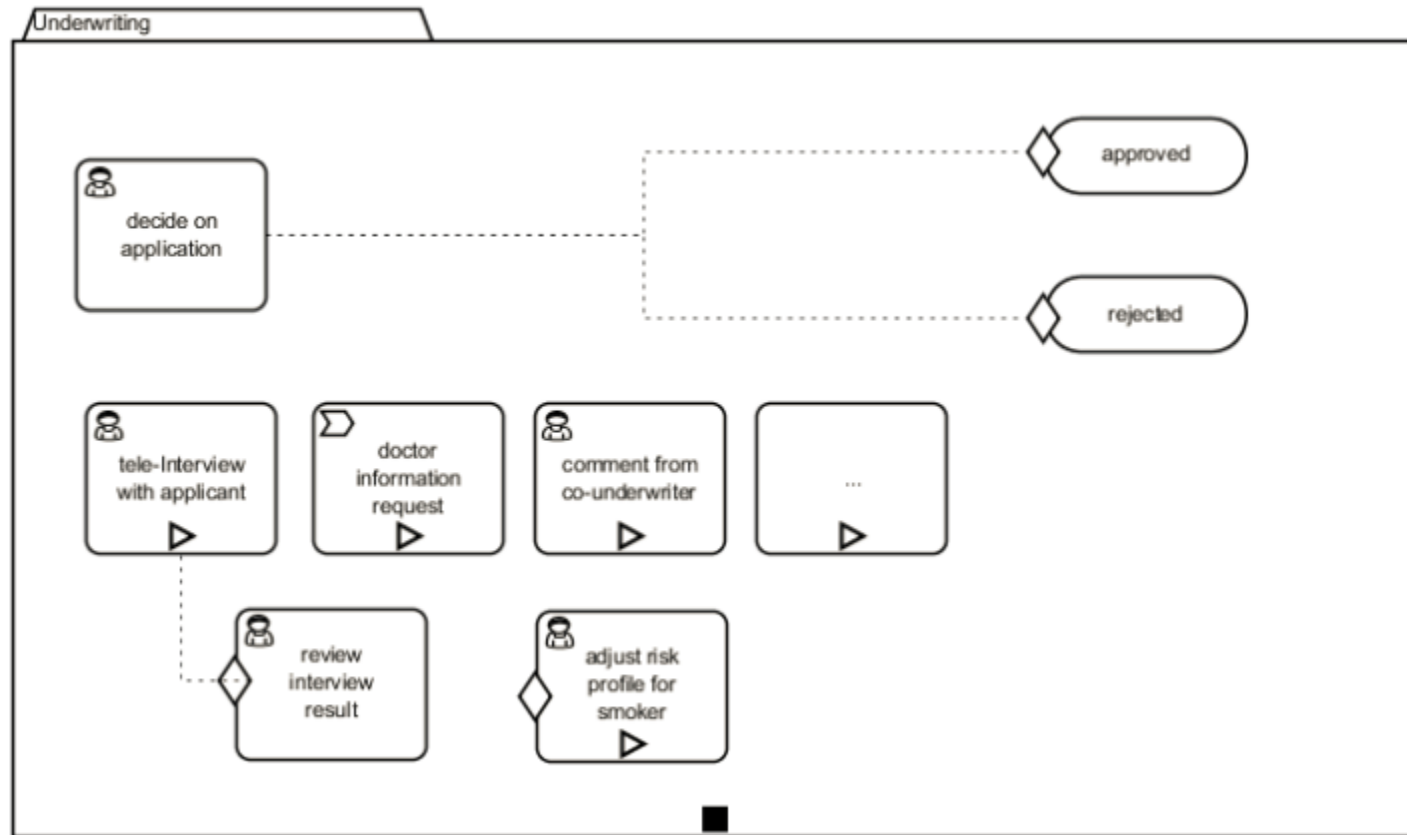 Underwriting
approved
decide on
application
rejected
tele-Interview
with applicant
doctor
information
request
comment from
co-underwriter
...
review
interview
result
adjust risk
profile for
smoker